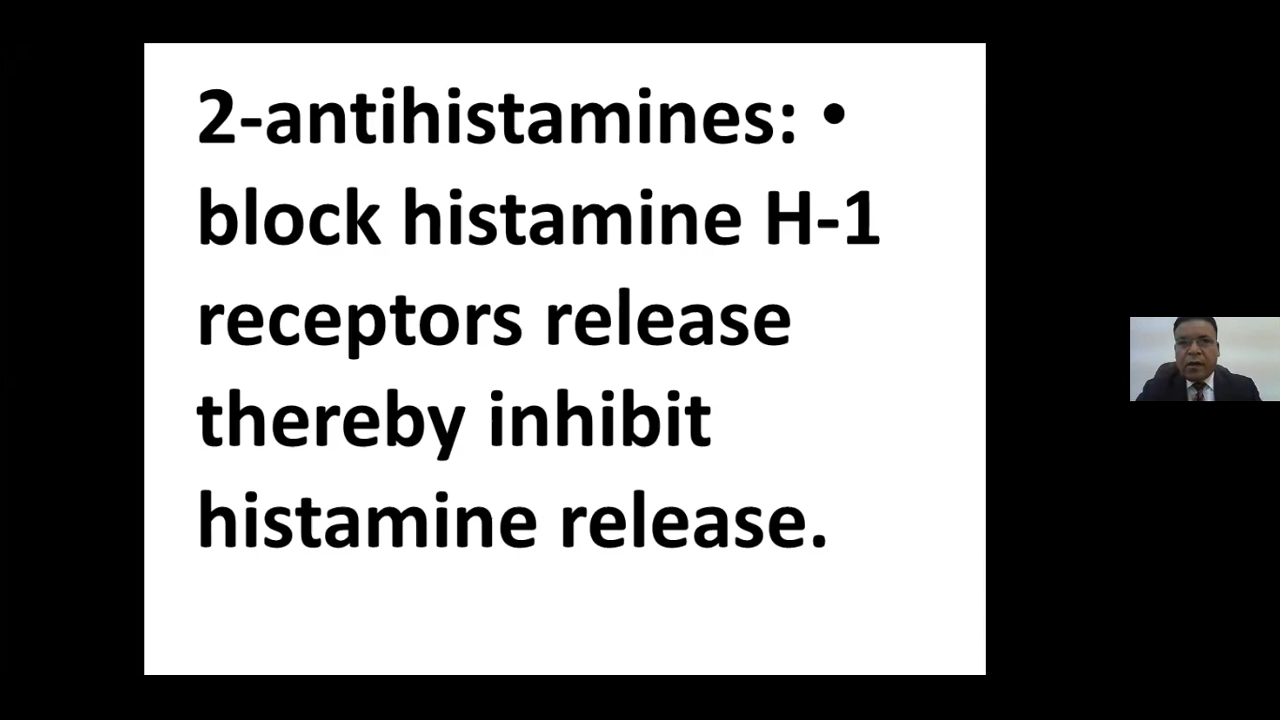 2-antihistamines: •
block histamine H-1
receptors release
thereby inhibit
histamine release.